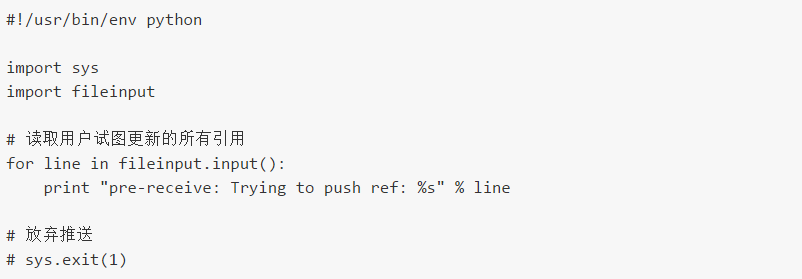 #!/usr/bin/env python
import sys
import fileinput
# 读取用户试图更新的所有引用
for line in fileinput.input():
    print "pre-receive: Trying to push ref: %s" % line
# 放弃推送
# sys.exit(1)